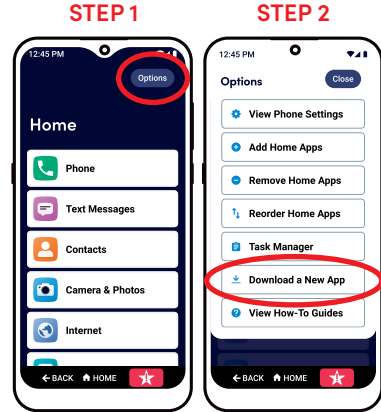 STEP 1
12:45 PM
Options
Home
Phone
Text Messages
Contacts
Camera & Photos
Internet
BACK HOME
STEP 2
12:45 PM
Options
Close
View Phone Settings
Add Home Apps
Remove Home Apps
Reorder Home Apps
Task Manager
Download a New App
View How-To Guides
BACK HOME